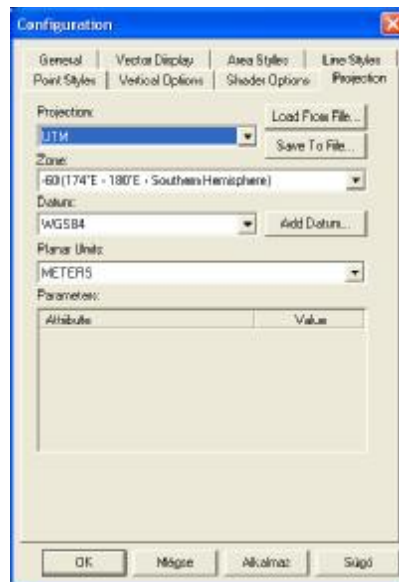 Configuration
General Vector Display Area Styles Line Styles
Point Styles Vertical Options Shader Options Projection
Projection:
Load From File...
UTM
Save To File...
Zone:
-60 (174°E - 180°E - Southern Hemisphere)
Datum:
WGS84
Add Datum...
Planar Units:
METERS
Parameters:
Attribute Value
OK Mégse Alkalmaz Súgó